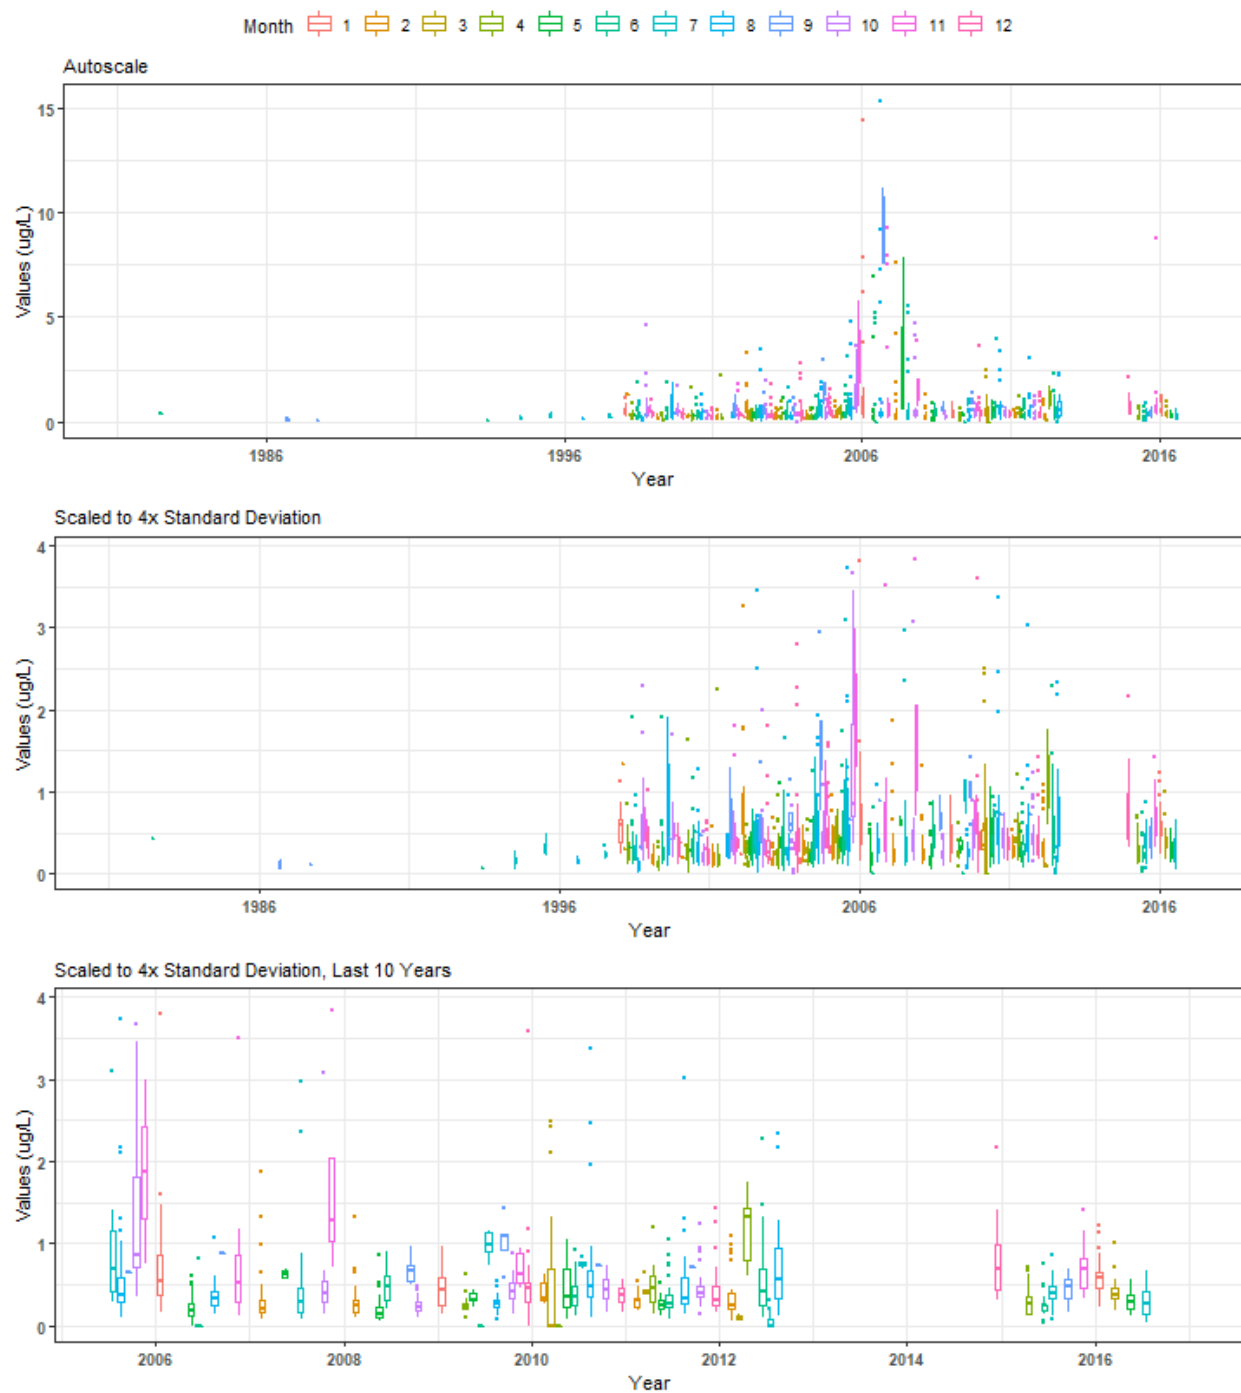 Month 1 2 3 4 5 6 7 8 9 10 11 12
Autoscale
15
10
5
0
Values (ug/L)
1986 1996 2006 2016
Year
Scaled to 4x Standard Deviation
4
3
2
1
0
Values (ug/L)
1986 1996 2006 2016
Year
Scaled to 4x Standard Deviation, Last 10 Years
4
3
2
1
0
Values (ug/L)
2006 2008 2010 2012 2014 2016
Year